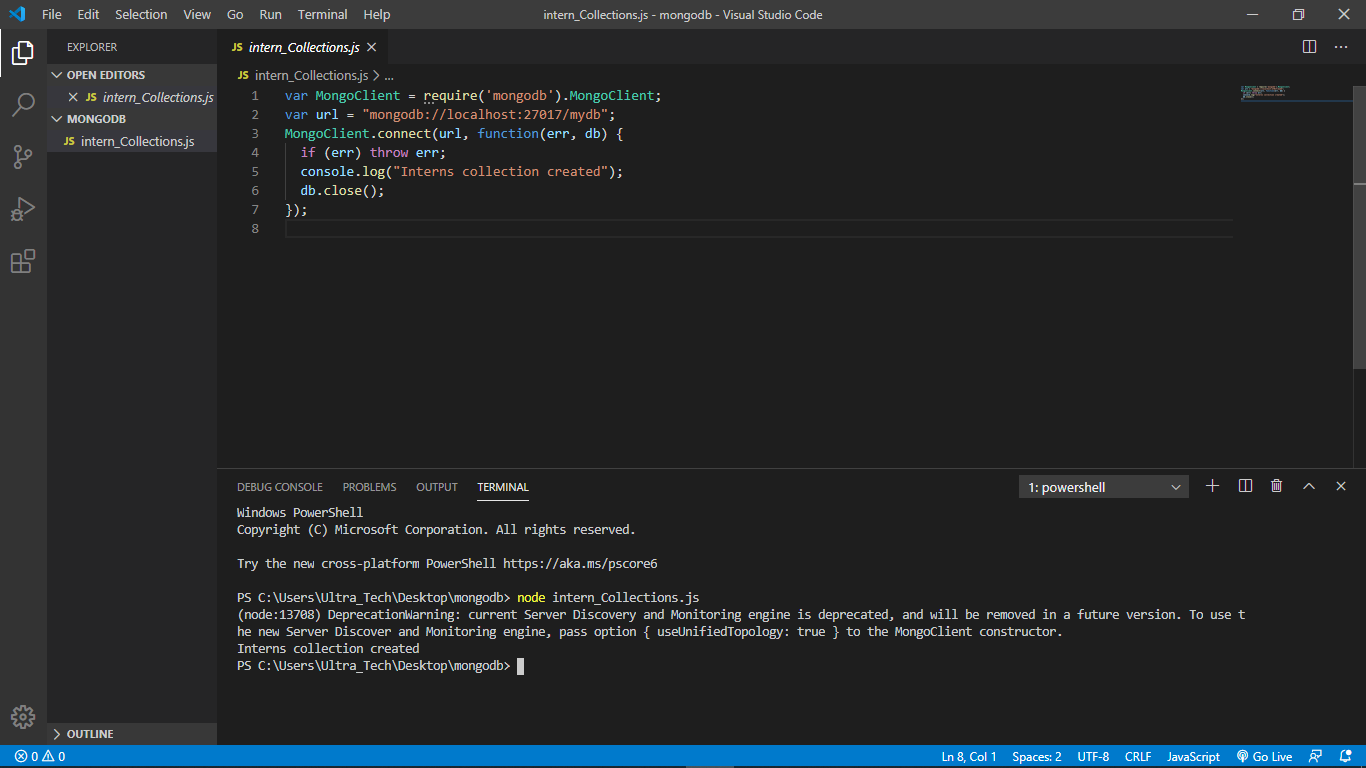 File Edit Selection View Go Run Terminal Help intern_Collections.js - mongodb - Visual Studio Code
EXPLORER
OPEN EDITORS
JS intern_Collections.js
MONGODB
JS intern_Collections.js
OUTLINE
JS intern_Collections.js
JS intern_Collections.js > ...
1 var MongoClient = require('mongodb').MongoClient;
2 var url = "mongodb://localhost:27017/mydb";
3 MongoClient.connect(url, function(err, db) {
4 if (err) throw err;
5 console.log("Interns collection created");
6 db.close();
7 });
8
DEBUG CONSOLE PROBLEMS OUTPUT TERMINAL 1: powershell
Windows PowerShell
Copyright (C) Microsoft Corporation. All rights reserved.
Try the new cross-platform PowerShell https://aka.ms/pscore6
PS C:\Users\Ultra_Tech\Desktop\mongodb> node intern_Collections.js
(node:13708) DeprecationWarning: current Server Discovery and Monitoring engine is deprecated, and will be removed in a future version. To use t
he new Server Discover and Monitoring engine, pass option { useUnifiedTopology: true } to the MongoClient constructor.
Interns collection created
PS C:\Users\Ultra_Tech\Desktop\mongodb>
0 0 Ln 8, Col 1 Spaces: 2 UTF-8 CRLF JavaScript Go Live